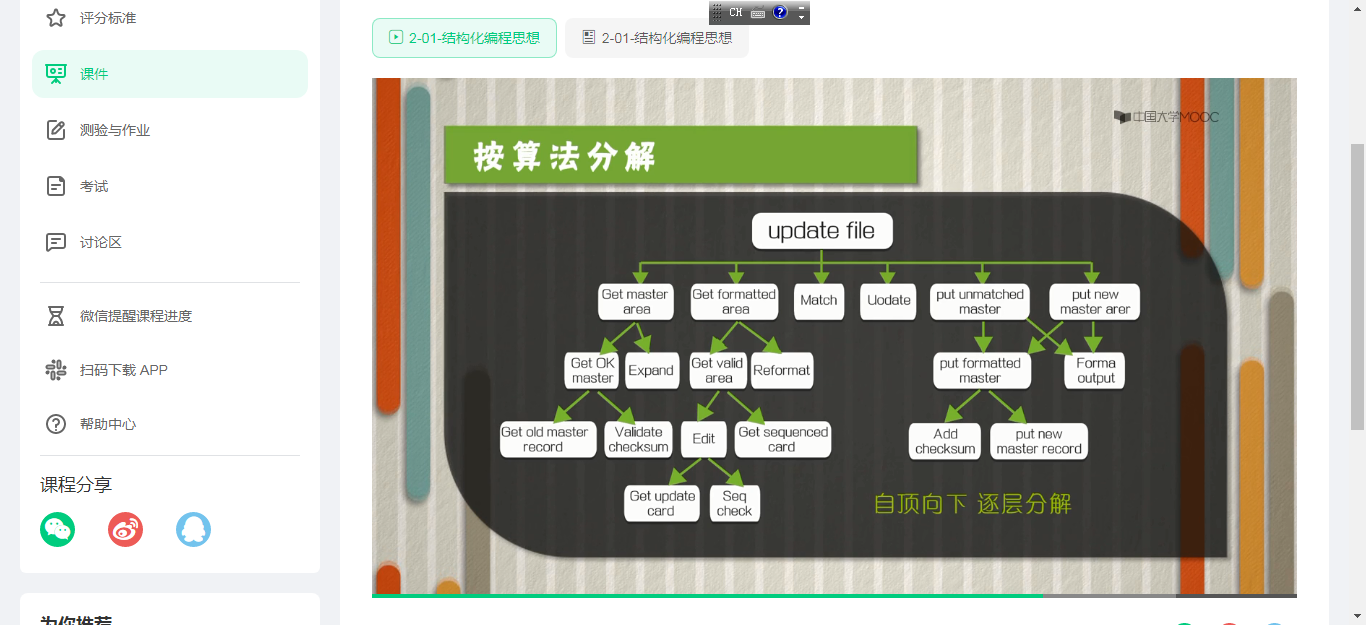 评分标准
课件
测验与作业
考试
讨论区
微信提醒课程进度
扫码下载 APP
帮助中心
课程分享
为你推荐
CH
2-01-结构化编程思想
2-01-结构化编程思想
中国大学MOOC
按算法分解
update file
Get master
area
Get formatted
area
Match
Uodate
put unmatched
master
put new
master arer
Get OK
master
Expand
Get valid
area
Reformat
put formatted
master
Forma
output
Get old master
record
Validate
checksum
Edit
Get sequenced
card
Add
checksum
put new
master record
Get update
card
Seq
check
自顶向下 逐层分解